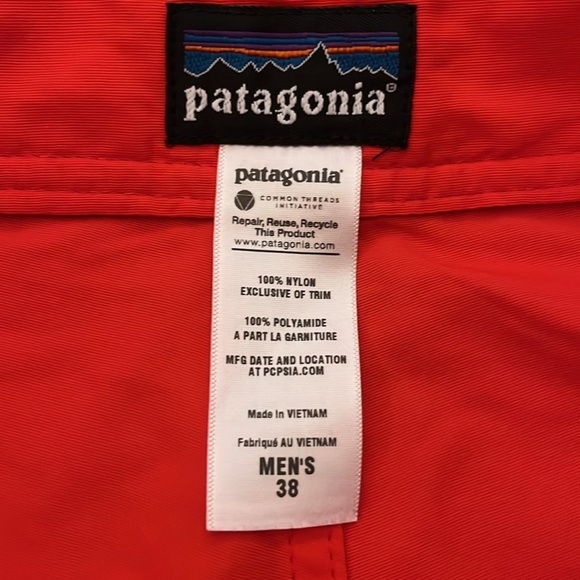 patagonia®
patagonia®
COMMON THREADS
INITIATIVE
Repair, Reuse, Recycle
This Product
www.patagonia.com
100% NYLON
EXCLUSIVE OF TRIM
100% POLYAMIDE
A PART LA GARNITURE
MFG DATE AND LOCATION
AT PCPSIA.COM
Made in VIETNAM
Fabriqué AU VIETNAM
MEN'S
38